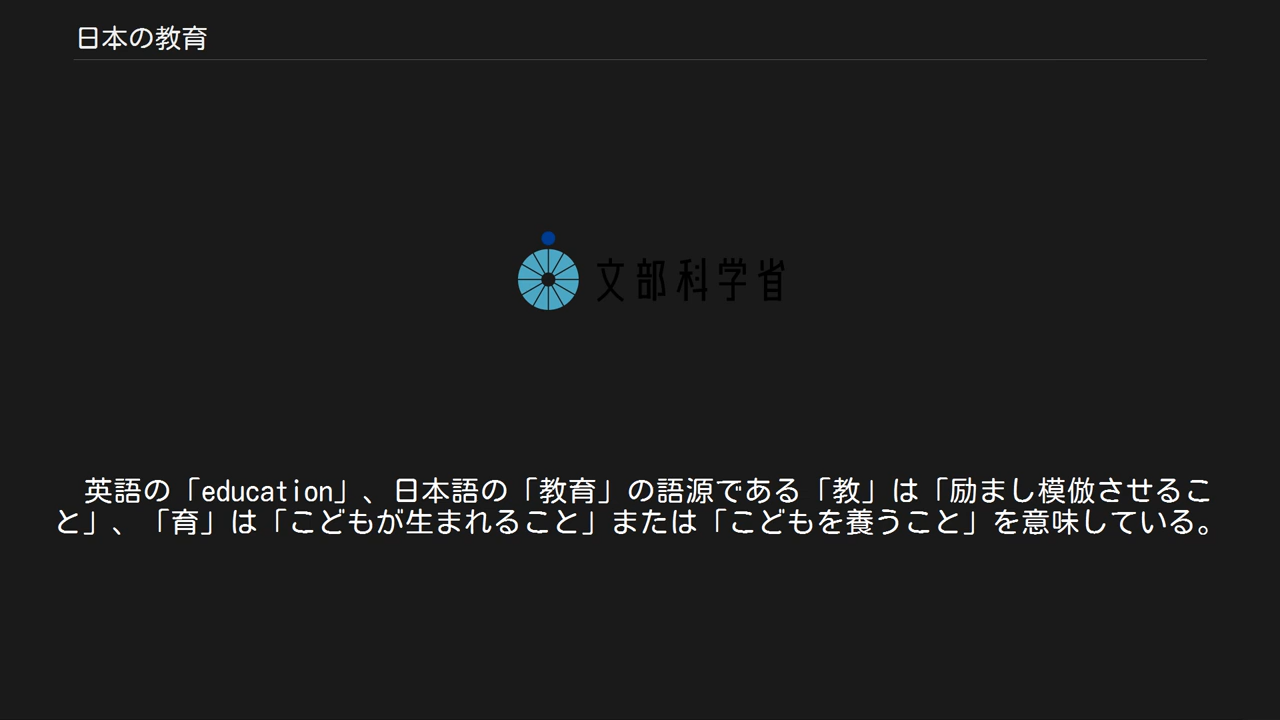 日本の教育
文部科学省
英語の「education」、日本語の「教育」の語源である「教」は「励まし模倣させるこ
と」、「育」は「こどもが生まれること」または「こどもを養うこと」を意味している。